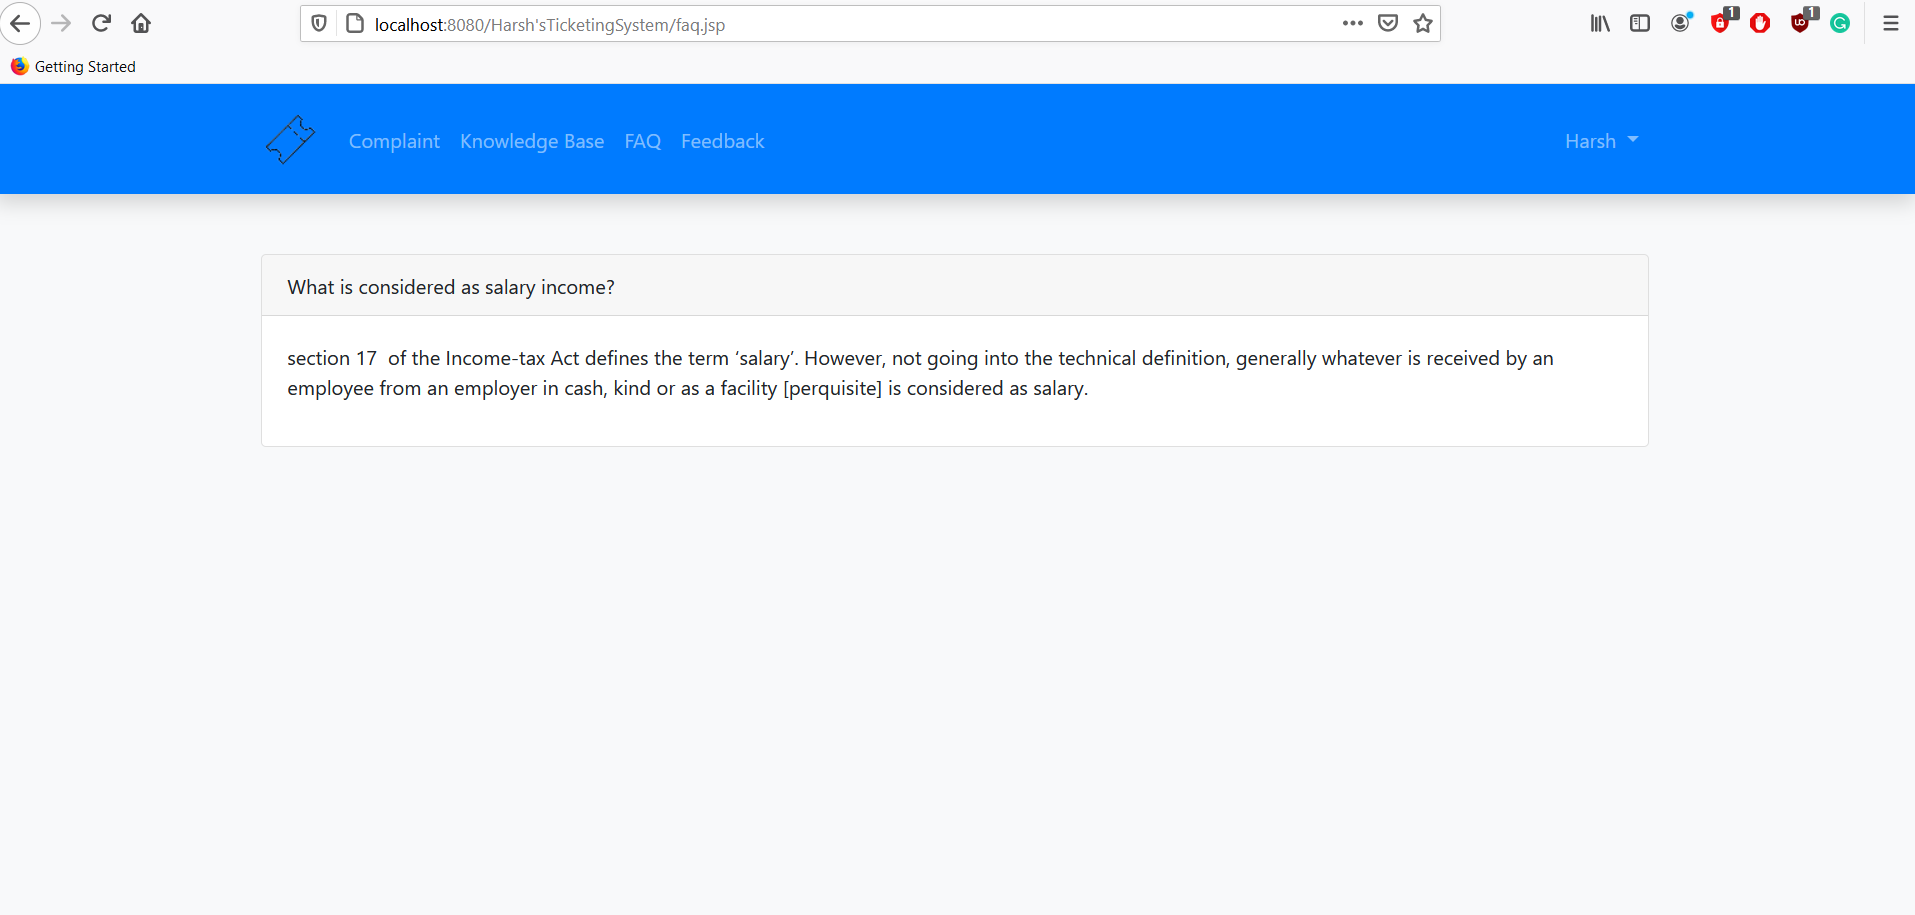 localhost:8080/Harsh'sTicketingSystem/faq.jsp
1
1
Getting Started
Complaint Knowledge Base FAQ Feedback Harsh
What is considered as salary income?
section 17  of the Income-tax Act defines the term ‘salary’. However, not going into the technical definition, generally whatever is received by an
employee from an employer in cash, kind or as a facility [perquisite] is considered as salary.